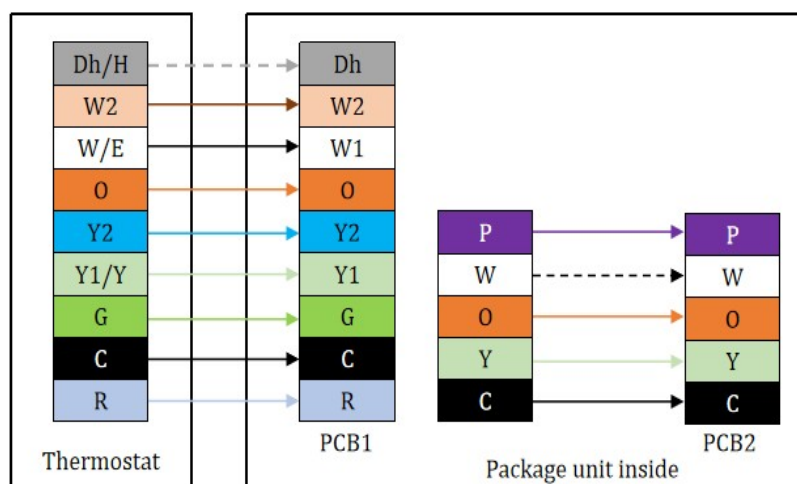 Dh/H
W2
W/E
O
Y2
Y1/Y
G
C
R
Thermostat
Dh
W2
W1
O
Y2
Y1
G
C
R
PCB1
P
W
O
Y
C
P
W
O
Y
C
PCB2
Package unit inside